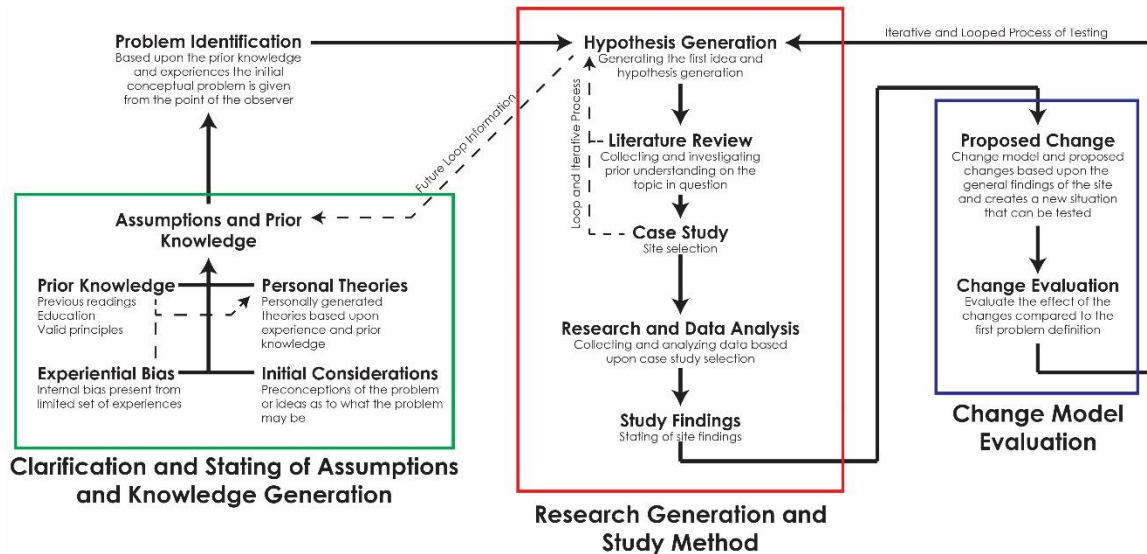 Problem Identification
Based upon the prior knowledge
and experiences the initial
conceptual problem is given
from the point of the observer
Future Loop Information
Assumptions and Prior
Knowledge
Prior Knowledge
Previous readings
Education
Valid principles
Personal Theories
Personally generated
theories based upon
experience and prior
knowledge
Experiential Bias
Internal bias present from
limited set of experiences
Initial Considerations
Preconceptions of the problem
or ideas as to what the problem
may be
Clarification and Stating of Assumptions
and Knowledge Generation
Hypothesis Generation
Generating the first idea and
hypothesis generation
Loop and Iterative Process
Literature Review
Collecting and investigating
prior understanding on the
topic in question
Case Study
Site selection
Research and Data Analysis
Collecting and analyzing data based
upon case study selection
Study Findings
Stating of site findings
Research Generation and
Study Method
Iterative and Looped Process of Testing
Proposed Change
Change model and proposed
changes based upon the
general findings of the site
and creates a new situation
that can be tested
Change Evaluation
Evaluate the effect of the
changes compared to the
first problem definition
Change Model
Evaluation